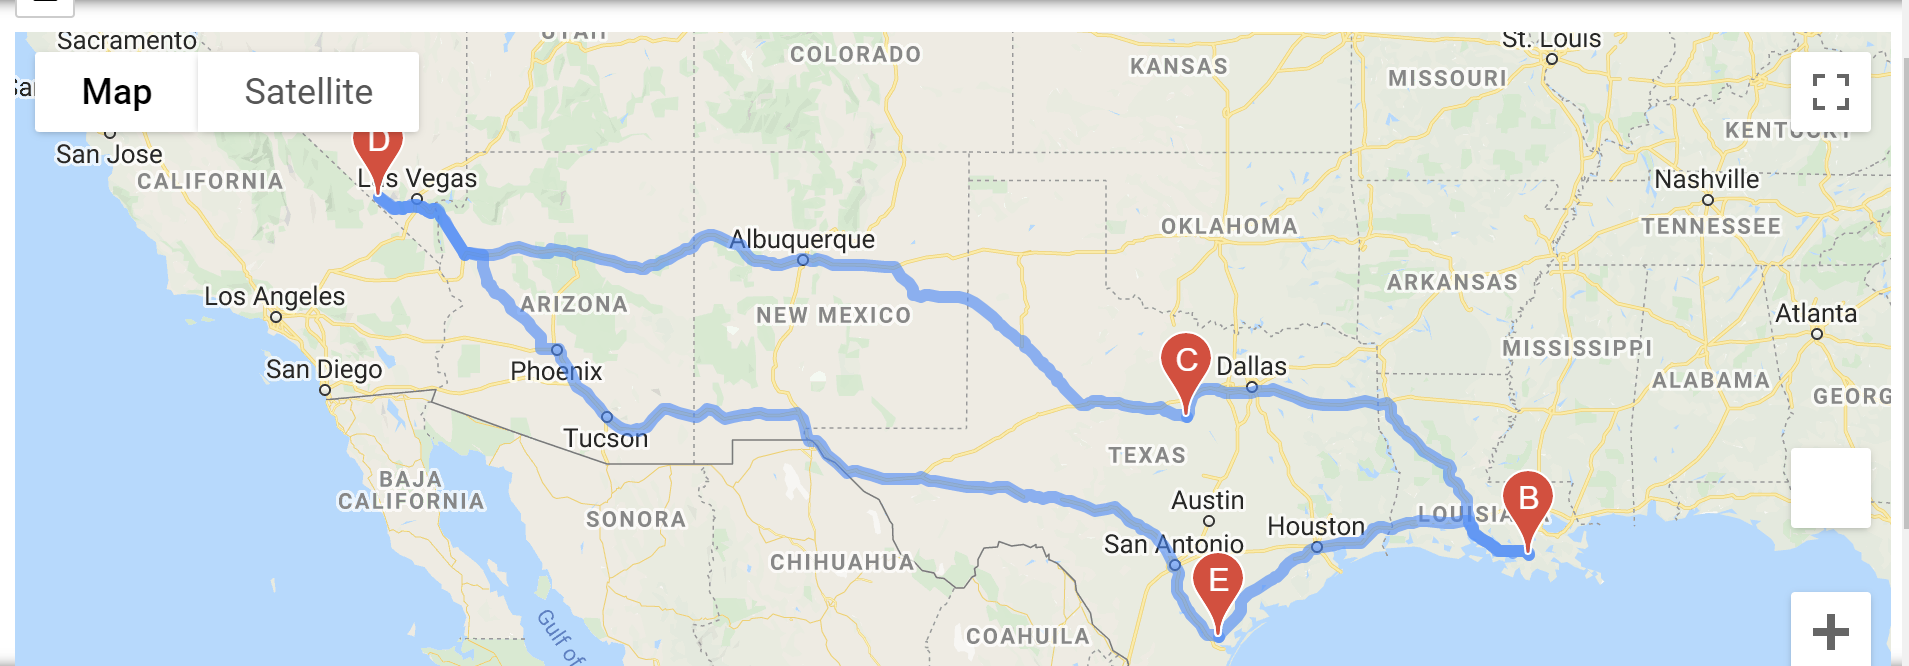 Sacramento
UTAH
COLORADO
KANSAS
St. Louis
MISSOURI
Map
Satellite
KENTUCKY
San Jose
CALIFORNIA
D
Las Vegas
Nashville
TENNESSEE
OKLAHOMA
Albuquerque
ARKANSAS
Los Angeles
ARIZONA
NEW MEXICO
Atlanta
MISSISSIPPI
San Diego
Phoenix
C
Dallas
ALABAMA
GEORG
Tucson
TEXAS
BAJA
CALIFORNIA
SONORA
Austin
B
LOUISIANA
Houston
San Antonio
CHIHUAHUA
E
Gulf of
COAHUILA